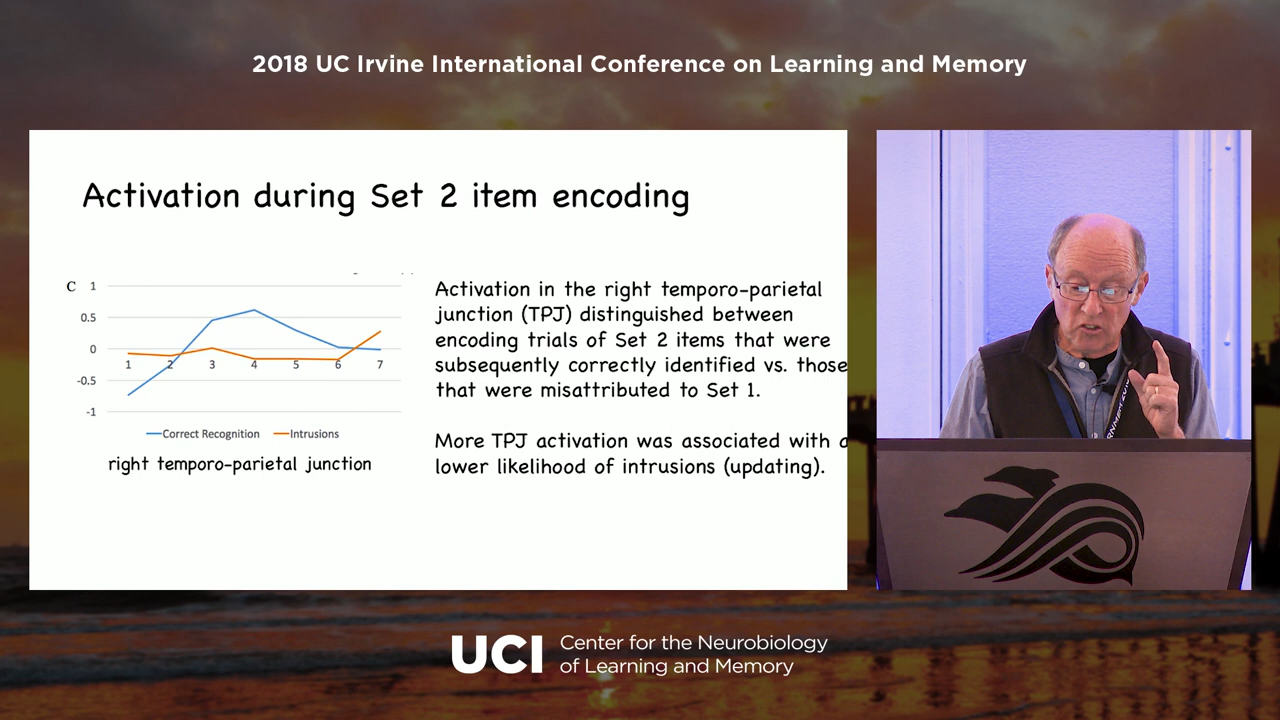 2018 UC Irvine International Conference on Learning and Memory
Activation during Set 2 item encoding
C
1
0.5
0
-0.5
-1
1 2 3 4 5 6 7
Correct Recognition Intrusions
right temporo-parietal junction
Activation in the right temporo-parietal
junction (TPJ) distinguished between
encoding trials of Set 2 items that were
subsequently correctly identified vs. those
that were misattributed to Set 1.
More TPJ activation was associated with a
lower likelihood of intrusions (updating).
UCI Center for the Neurobiology
of Learning and Memory